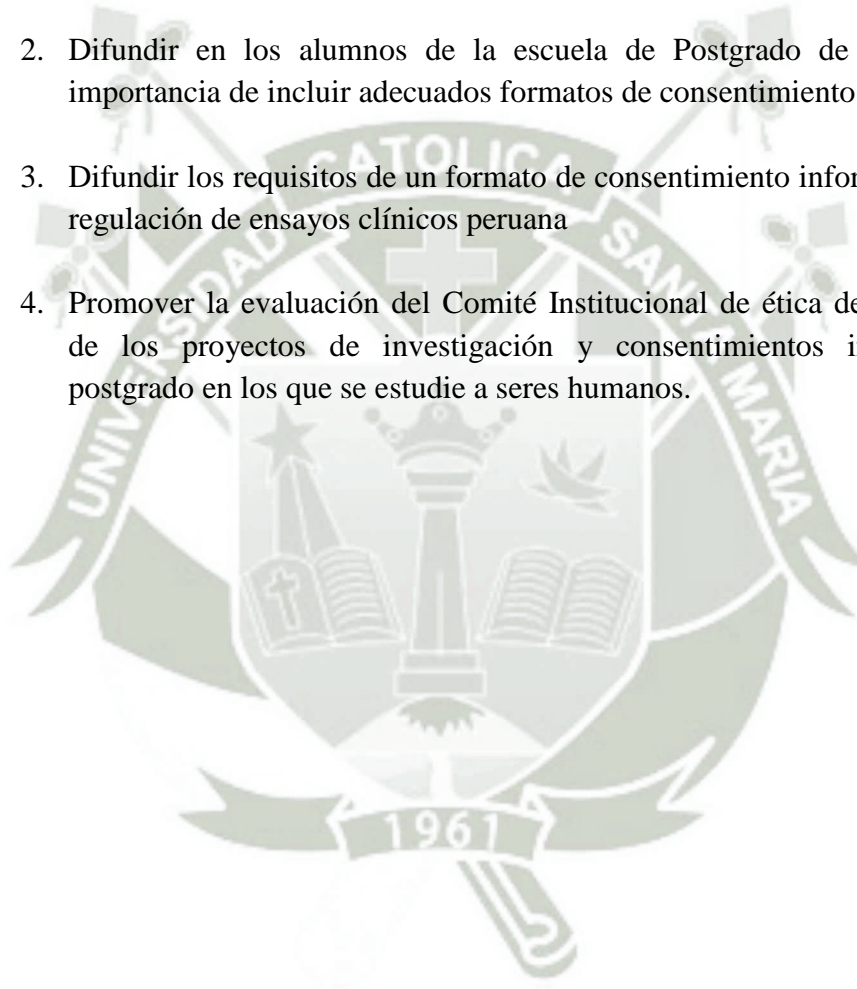 2. Difundir en los alumnos de la escuela de Postgrado de
importancia de incluir adecuados formatos de consentimiento
3. Difundir los requisitos de un formato de consentimiento infor
regulación de ensayos clínicos peruana
4. Promover la evaluación del Comité Institucional de ética de
de los proyectos de investigación y consentimientos i
postgrado en los que se estudie a seres humanos.
UNIVERSIDAD CATOLICA SANTA MARIA
1961